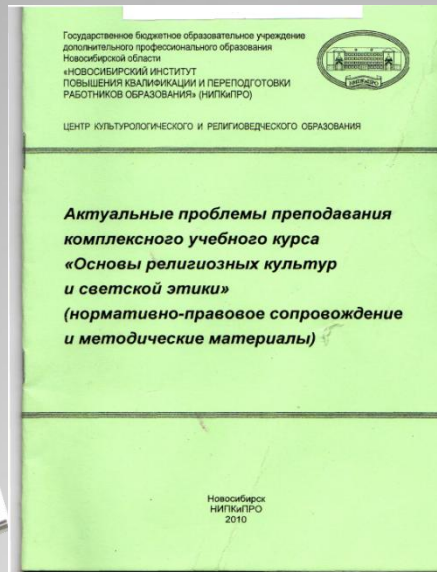 Государственное бюджетное образовательное учреждение
дополнительного профессионального образования
Новосибирской области
«НОВОСИБИРСКИЙ ИНСТИТУТ
ПОВЫШЕНИЯ КВАЛИФИКАЦИИ И ПЕРЕПОДГОТОВКИ
РАБОТНИКОВ ОБРАЗОВАНИЯ» (НИПКиПРО)
ЦЕНТР КУЛЬТУРОЛОГИЧЕСКОГО И РЕЛИГИОВЕДЧЕСКОГО ОБРАЗОВАНИЯ
Актуальные проблемы преподавания
комплексного учебного курса
«Основы религиозных культур
и светской этики»
(нормативно-правовое сопровождение
и методические материалы)
Новосибирск
НИПКиПРО
2010